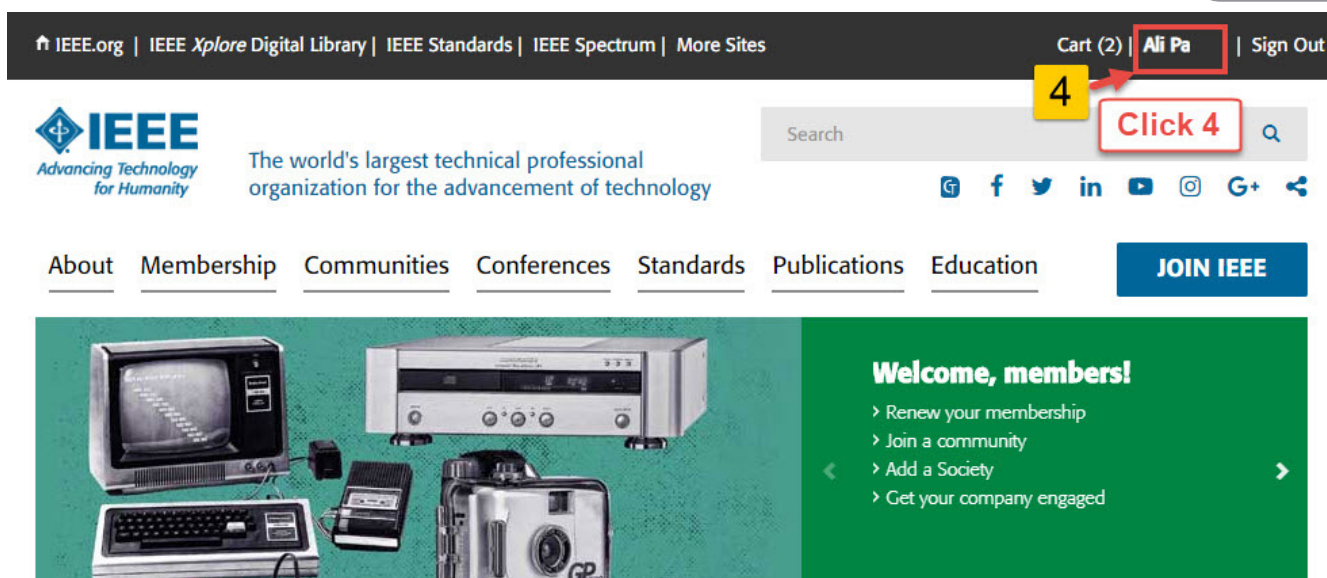 IEEE.org | IEEE Xplore Digital Library | IEEE Standards | IEEE Spectrum | More Sites
Cart (2) | Ali Pa | Sign Out
4
Click 4
IEEE
Advancing Technology
for Humanity
The world's largest technical professional
organization for the advancement of technology
Search
About Membership Communities Conferences Standards Publications Education
JOIN IEEE
Welcome, members!
> Renew your membership
> Join a community
> Add a Society
> Get your company engaged
GP